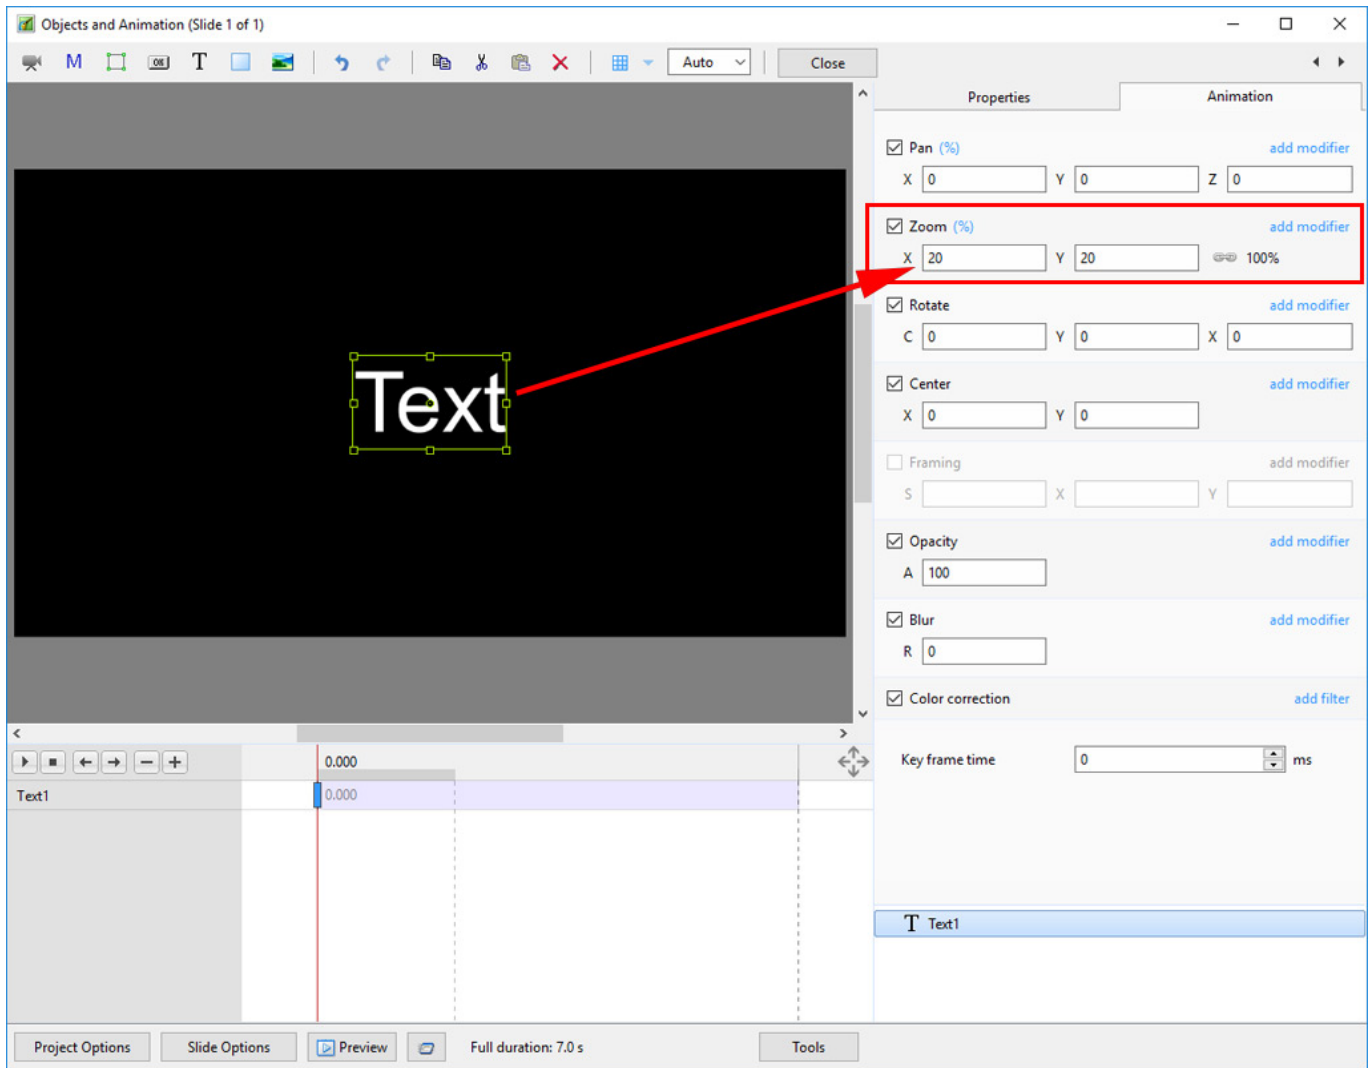 Objects and Animation (Slide 1 of 1)
M OK T Auto Close
Properties Animation
Pan (%) add modifier
X 0 Y 0 Z 0
Zoom (%) add modifier
X 20 Y 20 100%
Rotate add modifier
C 0 Y 0 X 0
Center add modifier
X 0 Y 0
Framing add modifier
S X Y
Opacity add modifier
A 100
Blur add modifier
R 0
Color correction add filter
Key frame time 0 ms
Text
0.000
Text1 0.000
T Text1
Project Options Slide Options Preview Full duration: 7.0 s Tools